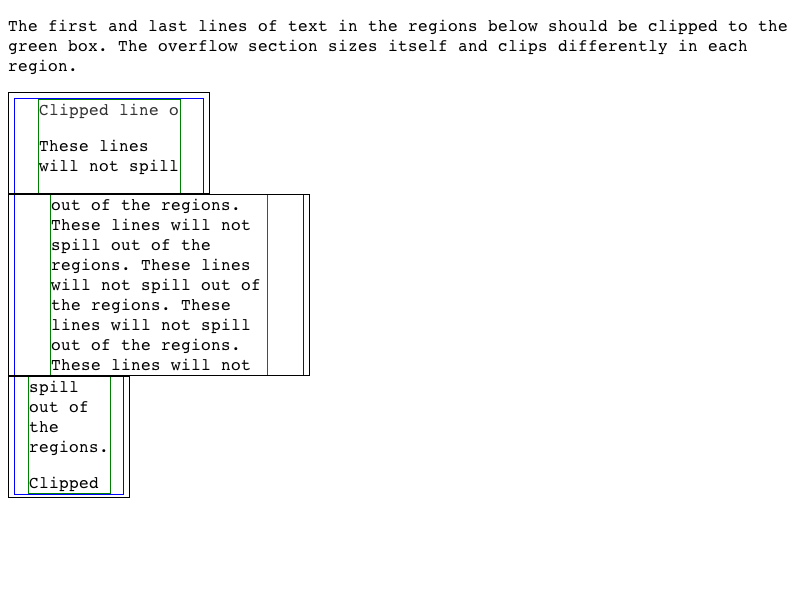 The first and last lines of text in the regions below should be clipped to the
green box. The overflow section sizes itself and clips differently in each
region.
Clipped line o
These lines
will not spill
out of the regions.
These lines will not
spill out of the
regions. These lines
will not spill out of
the regions. These
lines will not spill
out of the regions.
These lines will not
spill
out of
the
regions.
Clipped